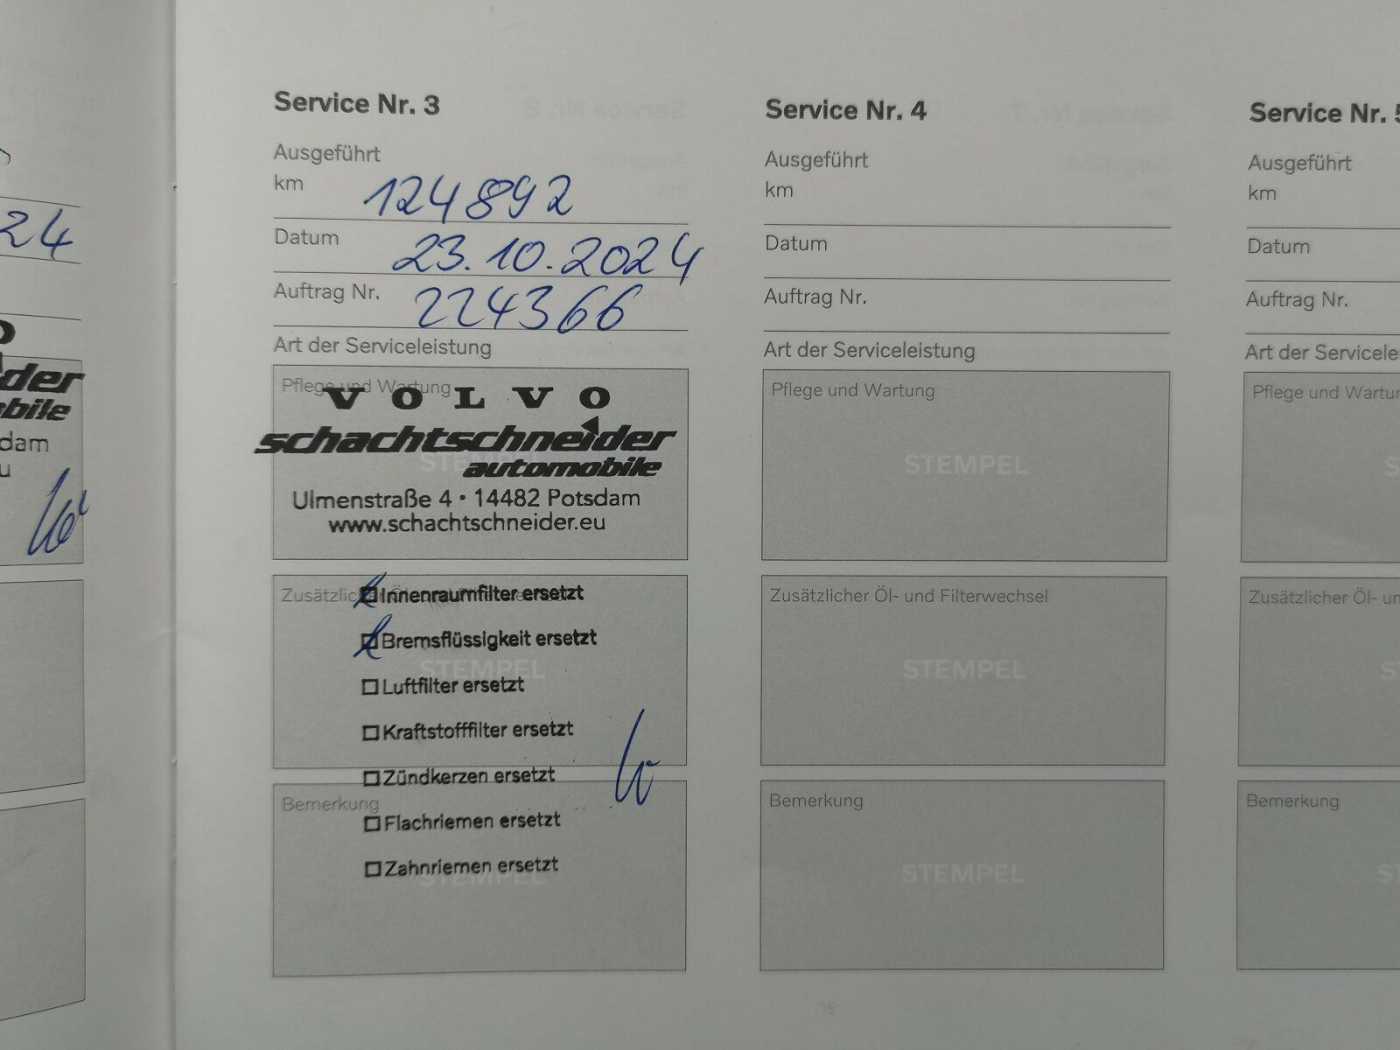 24
der
bile
dam
u
Service Nr. 3
Ausgeführt
km 124892
Datum 23.10.2024
Auftrag Nr. 224366
Art der Serviceleistung
Pflege und Wartung
VOLVO
schachtschneider
automobile
Ulmenstraße 4 • 14482 Potsdam
www.schachtschneider.eu
Innenraumfilter ersetzt
Bremsflüssigkeit ersetzt
STEMPEL
Luftfilter ersetzt
Kraftstofffilter ersetzt
Zündkerzen ersetzt
Bemerkung
Flachriemen ersetzt
Zahnriemen ersetzt
STEMPEL
Service Nr. 4
Ausgeführt
km
Datum
Auftrag Nr.
Art der Serviceleistung
Pflege und Wartung
STEMPEL
Zusätzlicher Öl- und Filterwechsel
STEMPEL
Bemerkung
STEMPEL
Service Nr. 5
Ausgeführt
km
Datum
Auftrag Nr.
Art der Servicele
Pflege und Wartu
Zusätzlicher Öl- un
Bemerkung